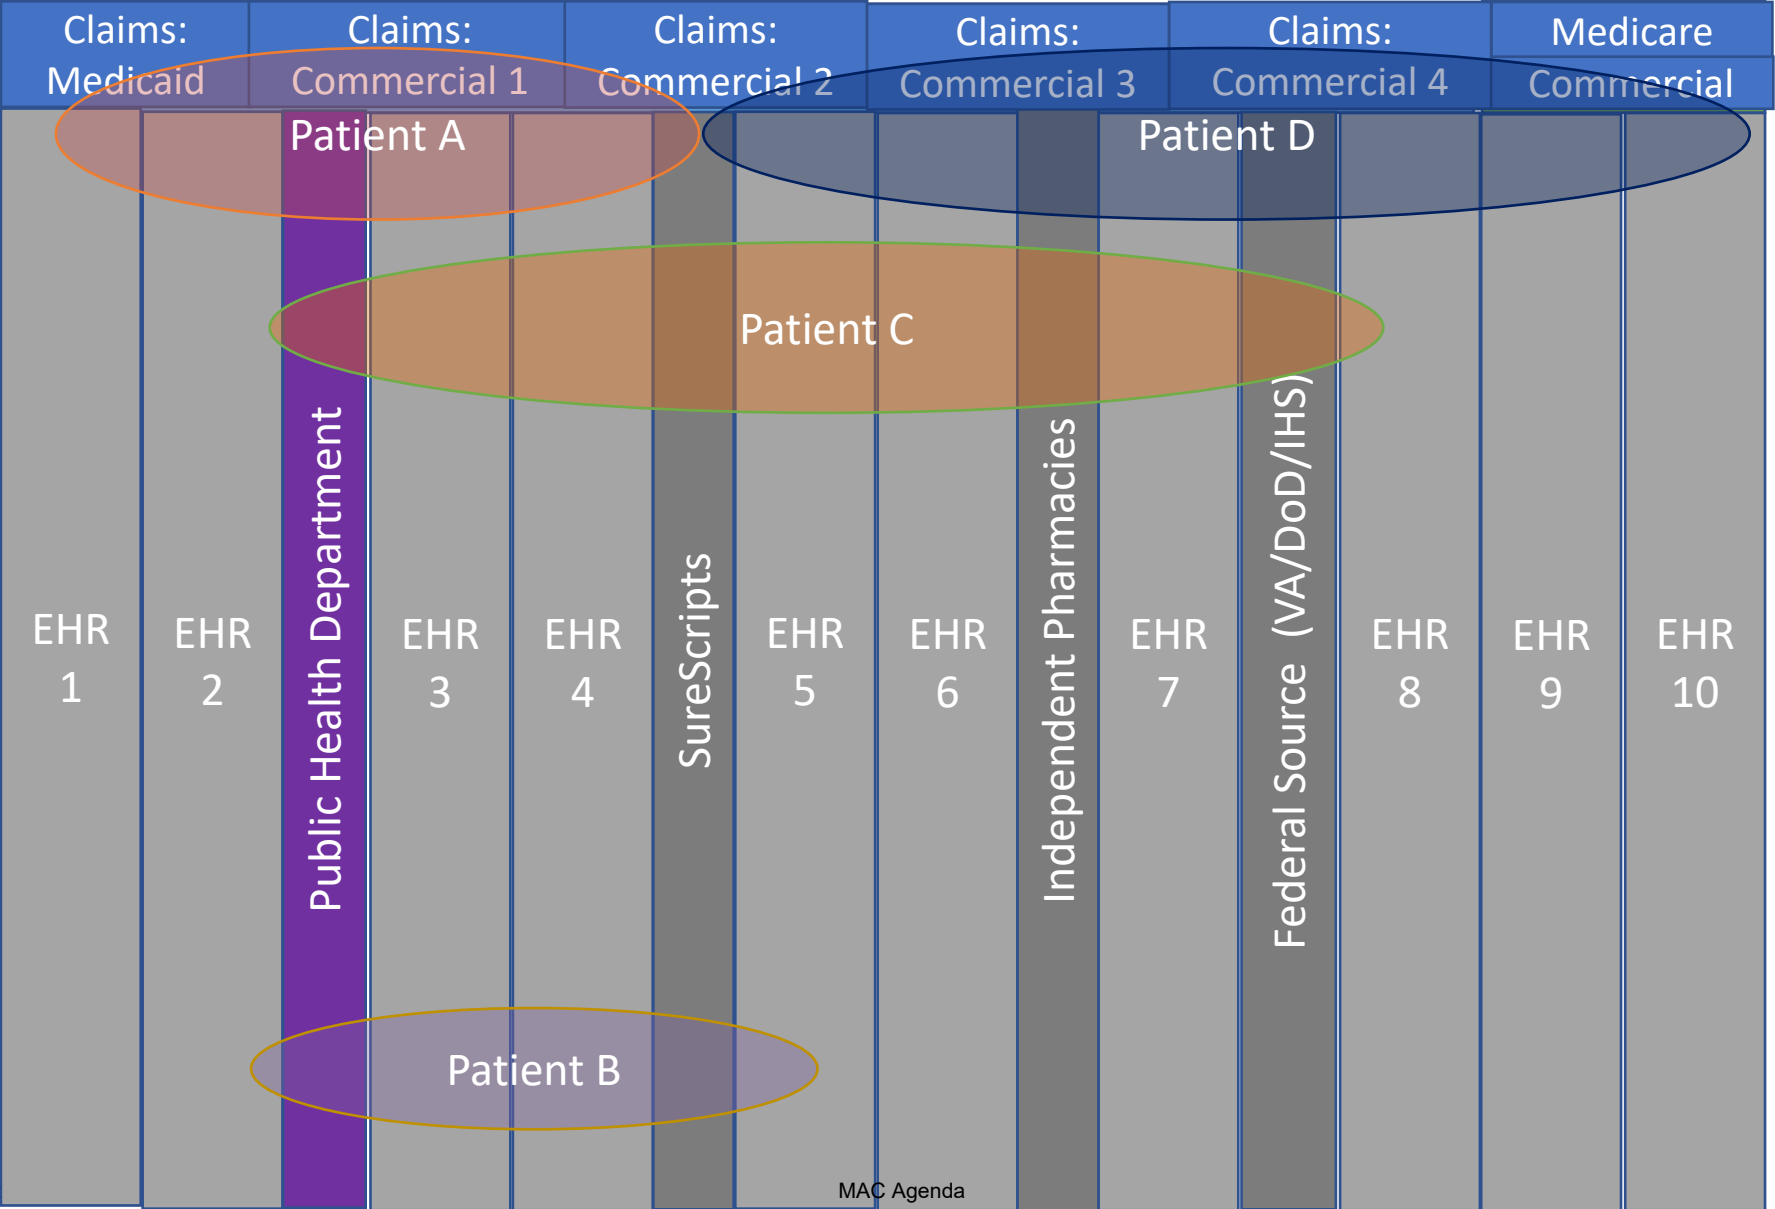 Claims:
Medicaid
Claims:
Commercial 1
Claims:
Commercial 2
Claims:
Commercial 3
Claims:
Commercial 4
Medicare
Commercial
Patient A
Patient D
Patient C
EHR
1
EHR
2
Public Health Department
EHR
3
EHR
4
SureScripts
EHR
5
EHR
6
Independent Pharmacies
EHR
7
Federal Source (VA/DoD/IHS)
EHR
8
EHR
9
EHR
10
Patient B
MAC Agenda